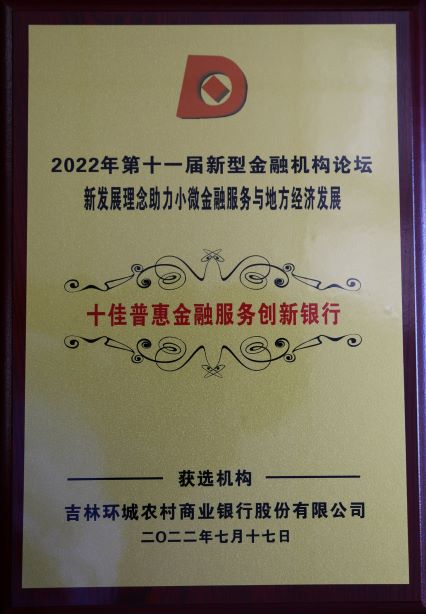 2022年第十一届新型金融机构论坛
新发展理念助力小微金融服务与地方经济发展
十佳普惠金融服务创新银行
获选机构
吉林环城农村商业银行股份有限公司
二〇二二年七月十七日